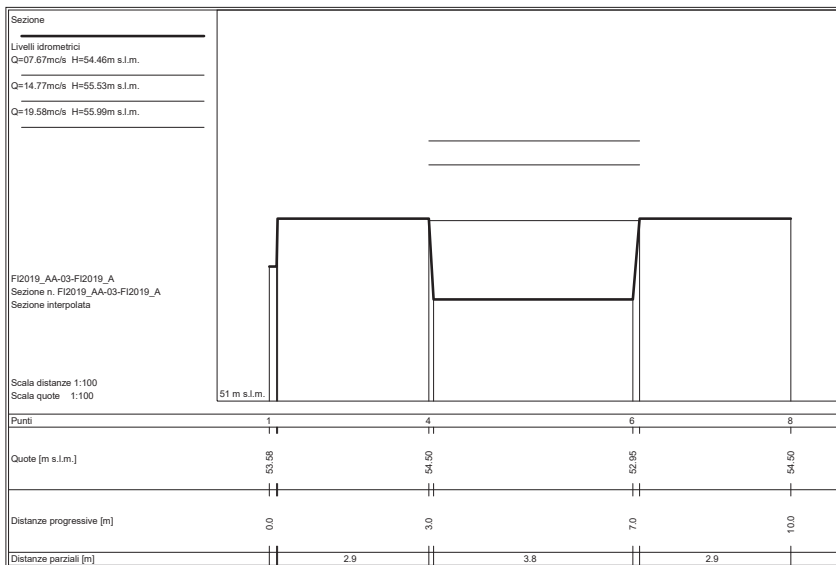 Sezione
Livelli idrometrici
Q=07.67mc/s H=54.46m s.l.m.
Q=14.77mc/s H=55.53m s.l.m.
Q=19.58mc/s H=55.99m s.l.m.
FI2019_AA-03-FI2019_A
Sezione n. FI2019_AA-03-FI2019_A
Sezione interpolata
Scala distanze 1:100
Scala quote 1:100
51 m s.l.m.
Punti 1 4 6 8
Quote [m s.l.m.] 53.58 54.50 52.95 54.50
Distanze progressive [m] 0.0 3.0 7.0 10.0
Distanze parziali [m] 2.9 3.8 2.9